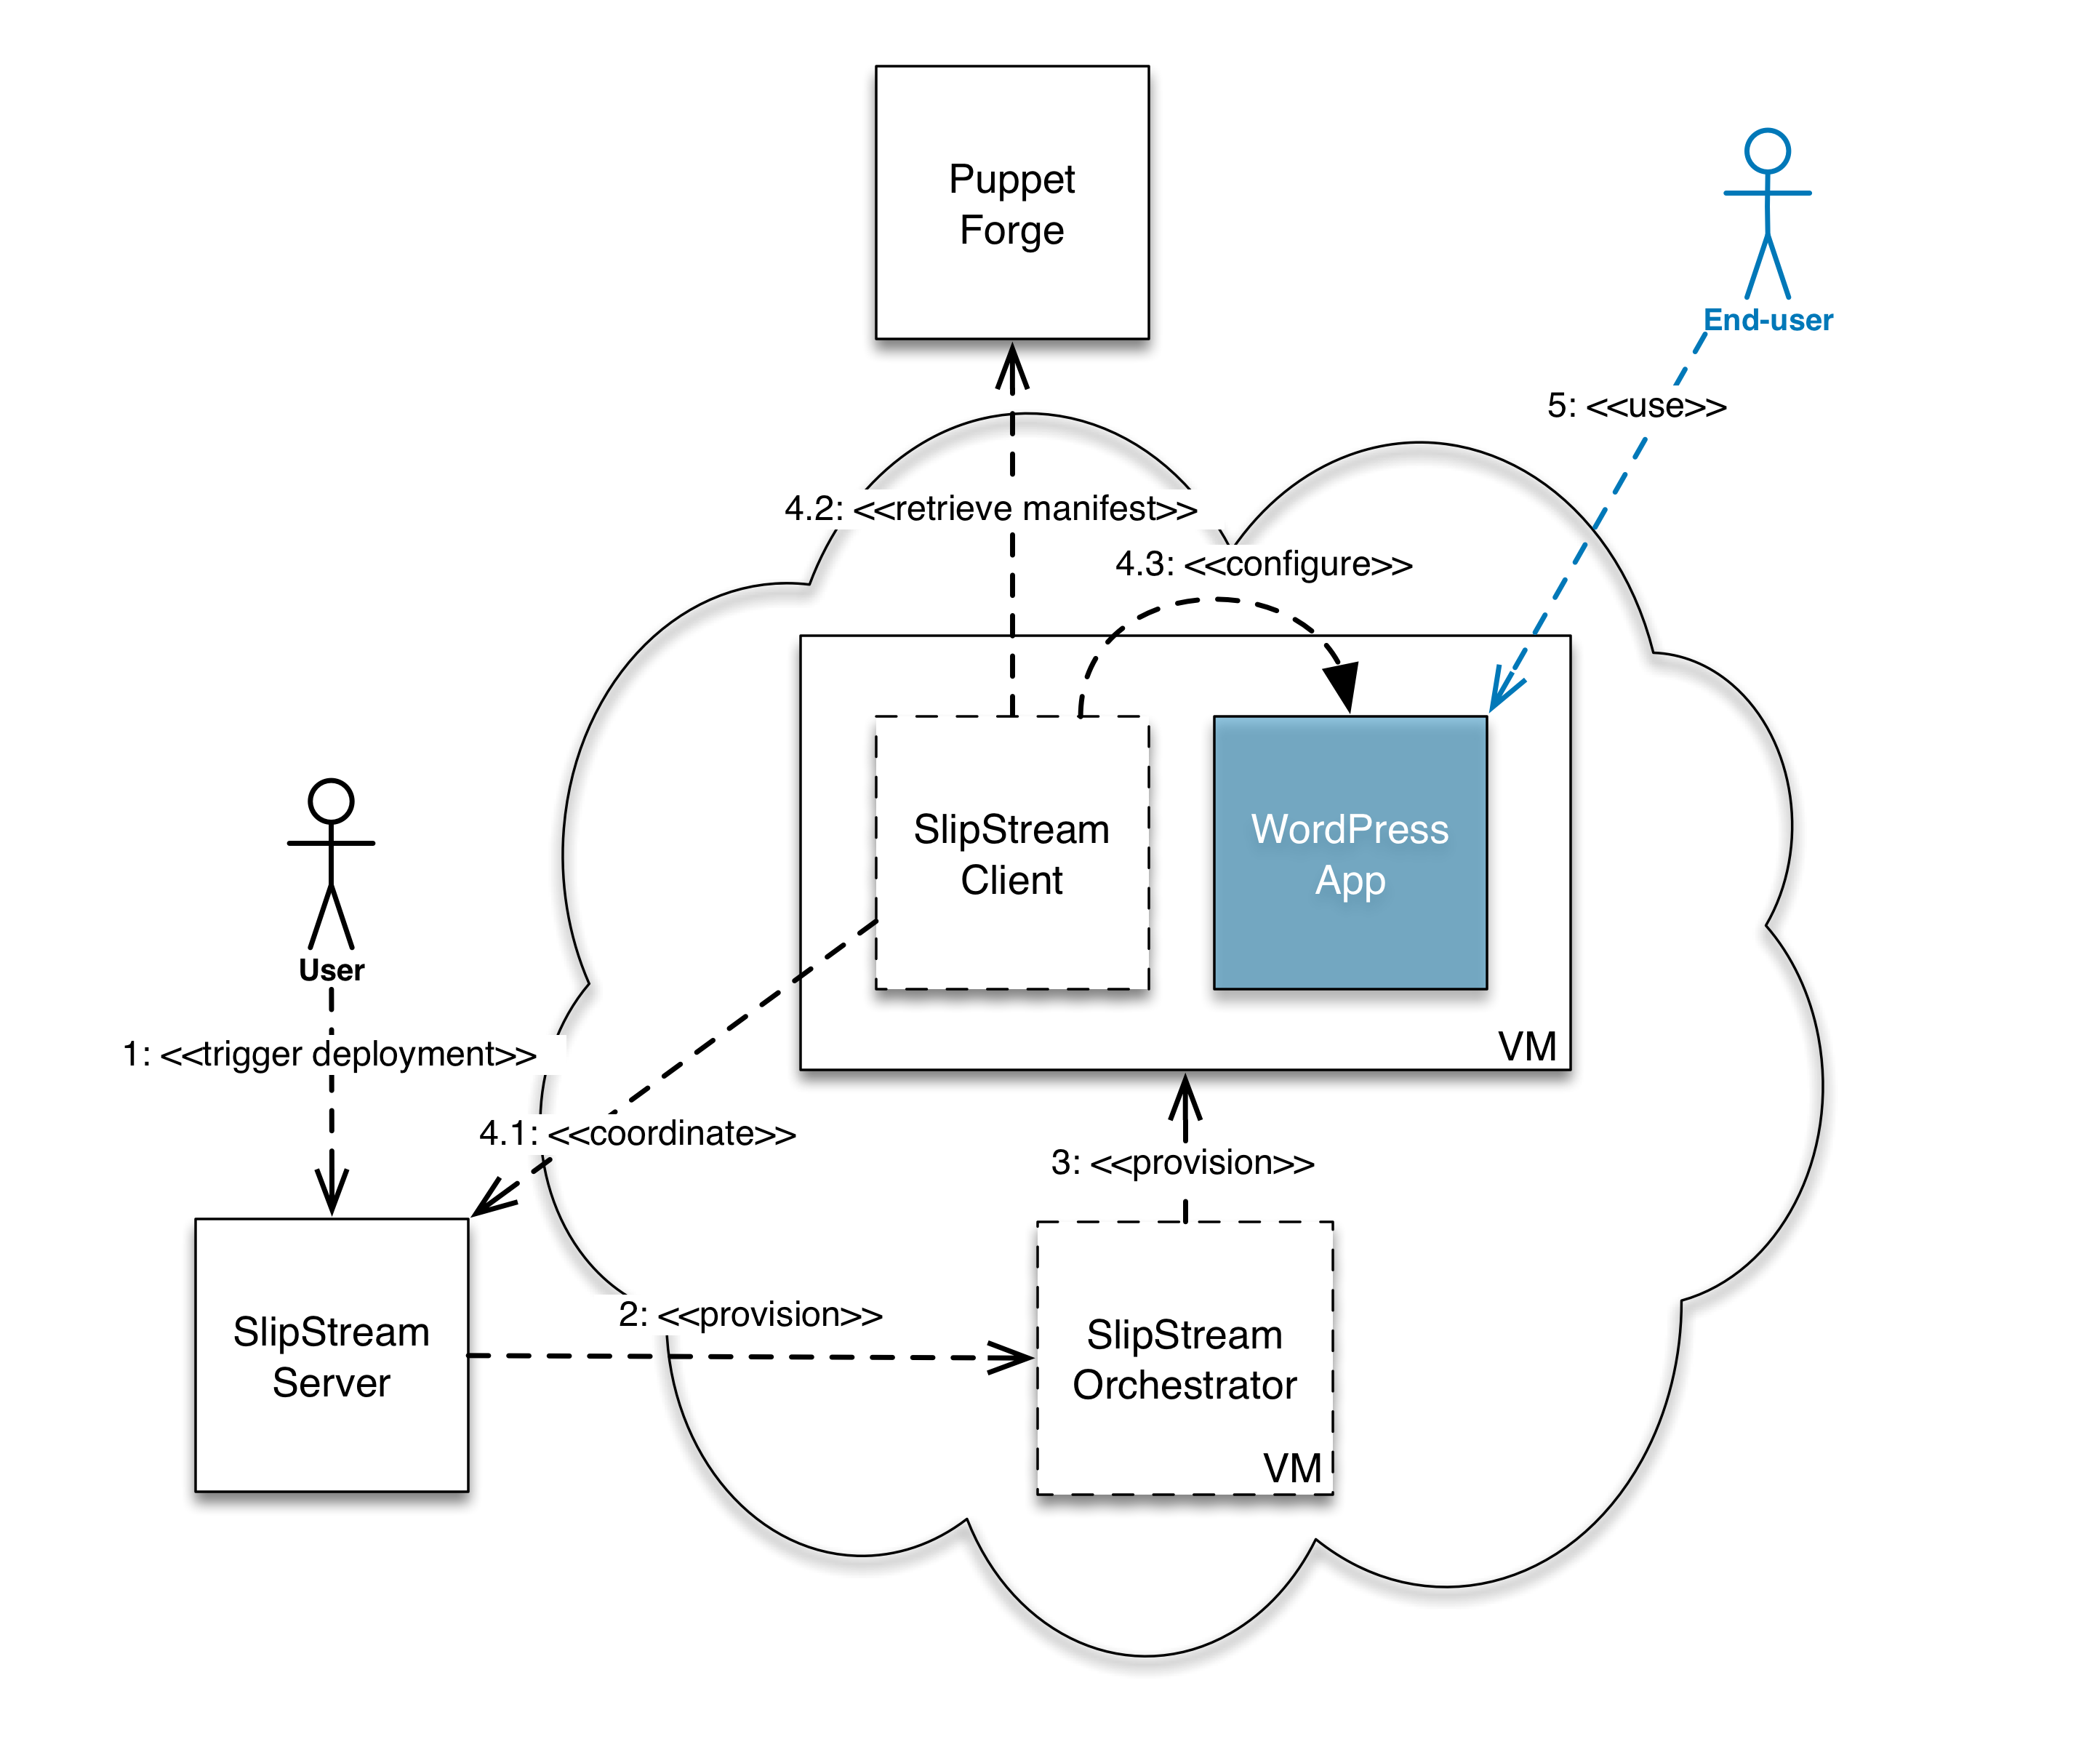 Puppet
Forge
End-user
5: <<use>>
4.2: <<retrieve manifest>>
4.3: <<configure>>
SlipStream
Client
WordPress
App
VM
User
1: <<trigger deployment>>
4.1: <<coordinate>>
3: <<provision>>
2: <<provision>>
SlipStream
Server
SlipStream
Orchestrator
VM